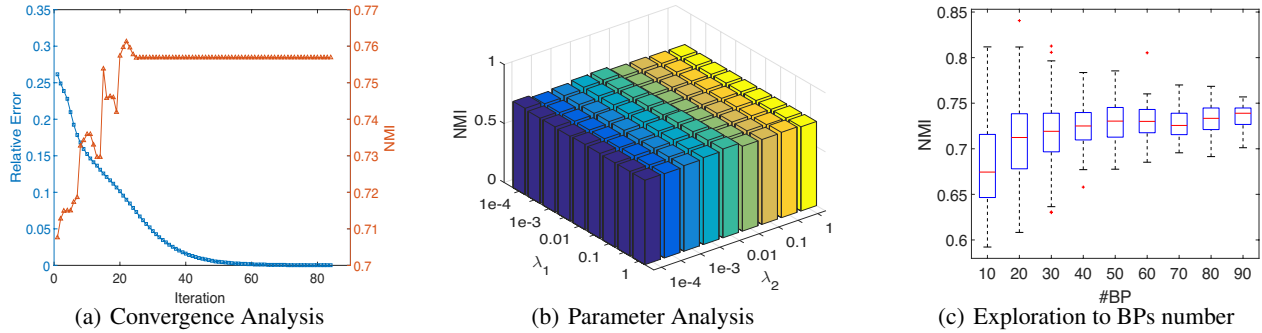 0.35
0.3
0.25
0.2
0.15
0.1
0.05
0
Relative Error
0.77
0.76
0.75
0.74
0.73
0.72
0.71
0.7
NMI
0 20 40 60 80
Iteration
(a) Convergence Analysis
1
0.5
0
NMI
1e-4
1e-3
0.01
0.1
1
λ1
1e-4
1e-3
0.01
0.1
1
λ2
(b) Parameter Analysis
0.85
0.8
0.75
0.7
0.65
0.6
NMI
10 20 30 40 50 60 70 80 90
#BP
(c) Exploration to BPs number